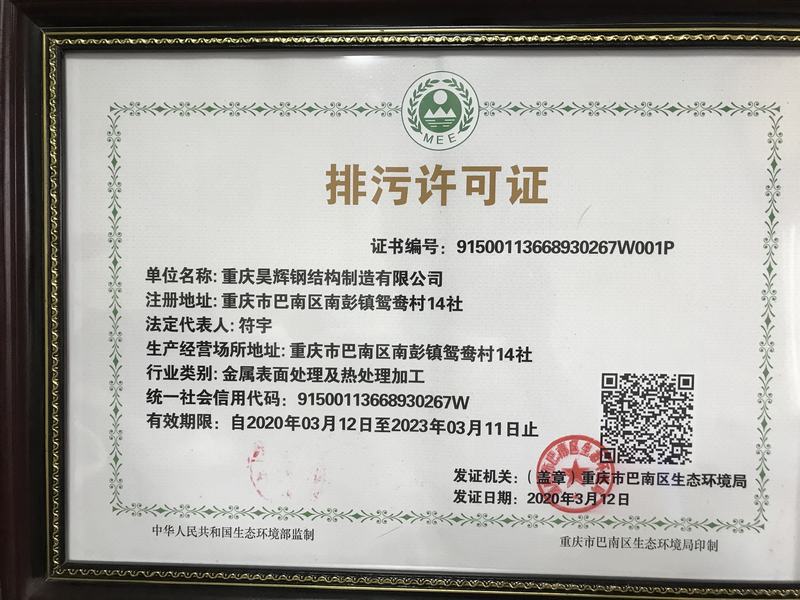 MEE
排污许可证
证书编号：91500113668930267W001P
单位名称：重庆昊辉钢结构制造有限公司
注册地址：重庆市巴南区南彭镇鸳鸯村14社
法定代表人：符宇
生产经营场所地址：重庆市巴南区南彭镇鸳鸯村14社
行业类别：金属表面处理及热处理加工
统一社会信用代码：91500113668930267W
有效期限：自2020年03月12日至2023年03月11日止
发证机关：（盖章）重庆市巴南区生态环境局
发证日期：2020年3月12日
中华人民共和国生态环境部监制
重庆市巴南区生态环境局印制